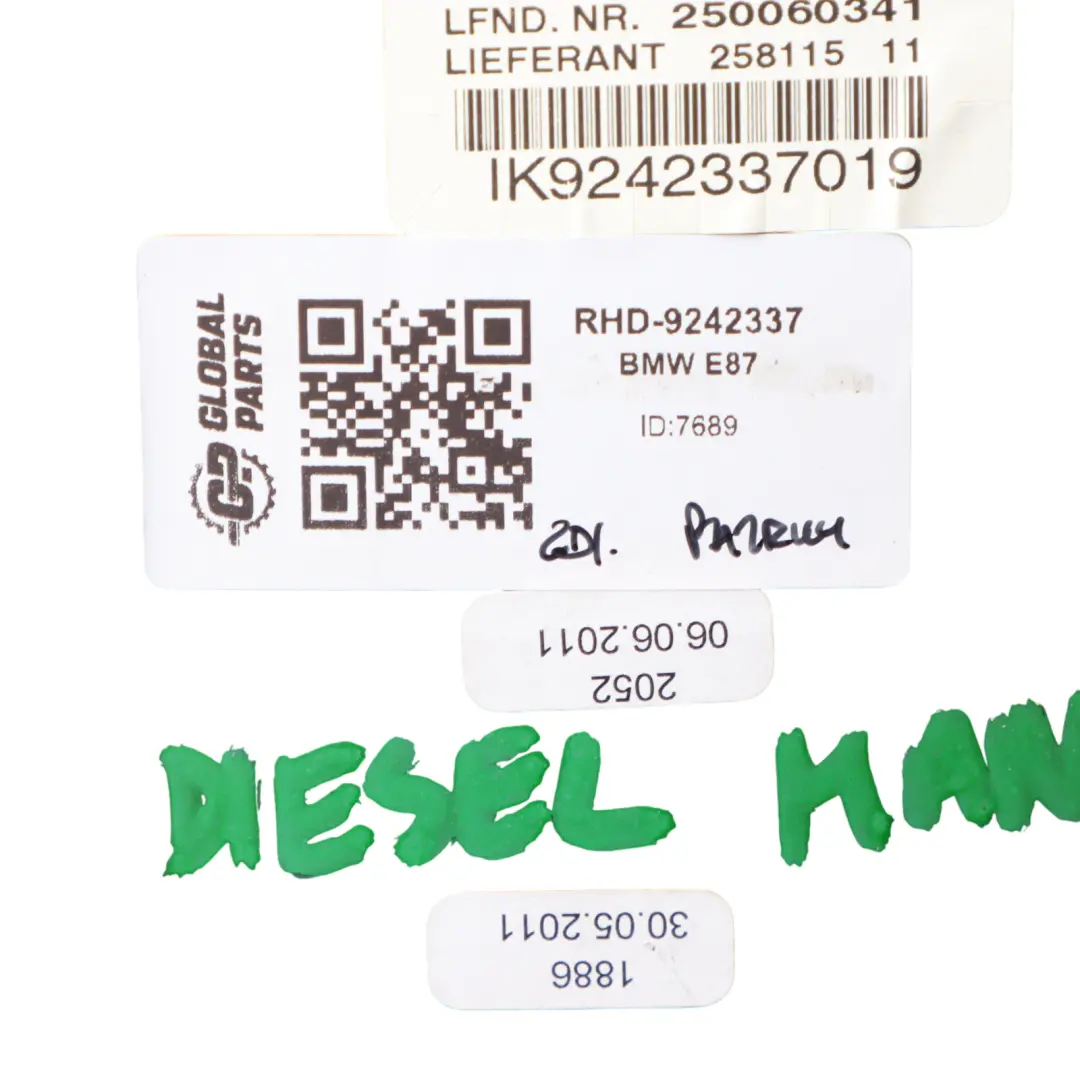 LFND. NR. 250060341
LIEFERANT 258115 11
IK9242337019
GLOBAL
PARTS
RHD-9242337
BMW E87
ID:7689
06.06.2011
2052
DIESEL MAN
30.05.2011
1886